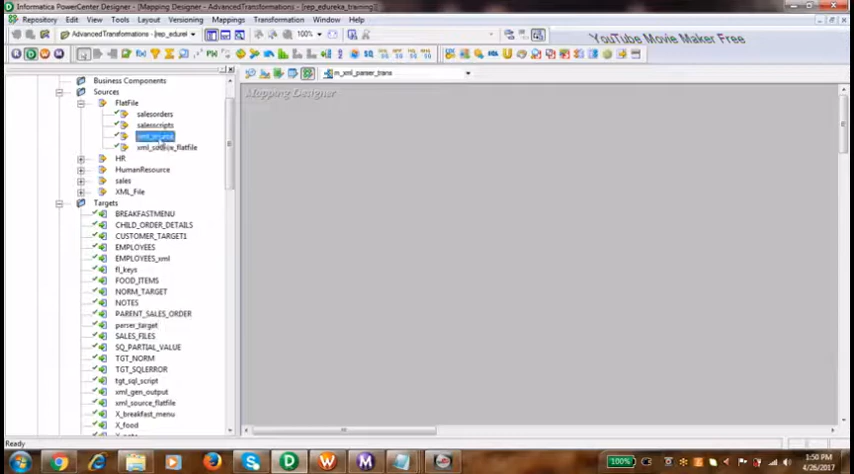 Informatica PowerCenter Designer - [Mapping Designer - AdvancedTransformations - [rep_edureka_training]]
Repository Edit View Tools Layout Versioning Mappings Transformation Window Help
AdvancedTransformations - [rep_edurel
100%
YouTube Movie Maker Free
m_xml_parser_trans
Mapping Designer
Business Components
Sources
FlatFile
salesorders
salesscripts
xml_source
xml_source_flatfile
HR
HumanResource
sales
XML_File
Targets
BREAKFASTMENU
CHILD_ORDER_DETAILS
CUSTOMER_TARGET1
EMPLOYEES
EMPLOYEES_xml
fl_keys
FOOD_ITEMS
NORM_TARGET
NOTES
PARENT_SALES_ORDER
parser_target
SALES_FILES
SQ_PARTIAL_VALUE
TGT_NORM
TGT_SQLERROR
tgt_sql_script
xml_gen_output
xml_source_flatfile
X_breakfast_menu
X_food
Ready
100%
1:50 PM
4/26/2017